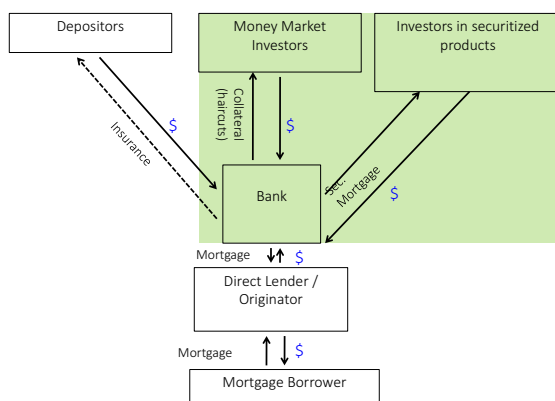 Depositors
Money Market
Investors
Investors in securitized
products
Insurance
$
Collateral
(haircuts)
$
Sec.
Mortgage
$
Bank
Mortgage
$
Direct Lender /
Originator
Mortgage
$
Mortgage Borrower